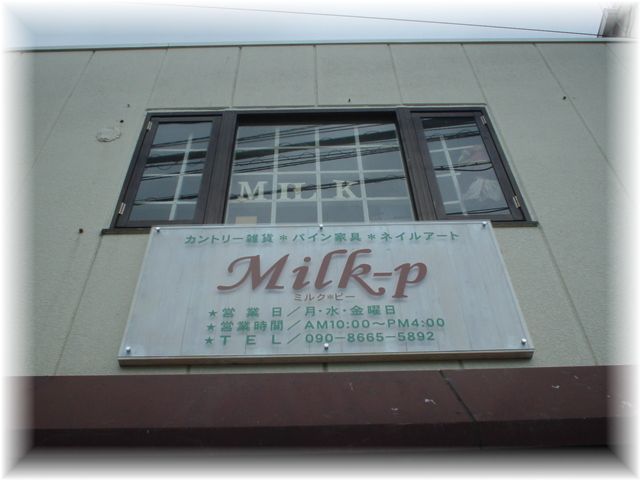 MILK
カントリー雑貨＊パイン家具＊ネイルアート
Milk-p
ミルク＊ピー
★営業日／月・水・金曜日
★営業時間／AM10:00〜PM4:00
★TEL／090-8665-5892